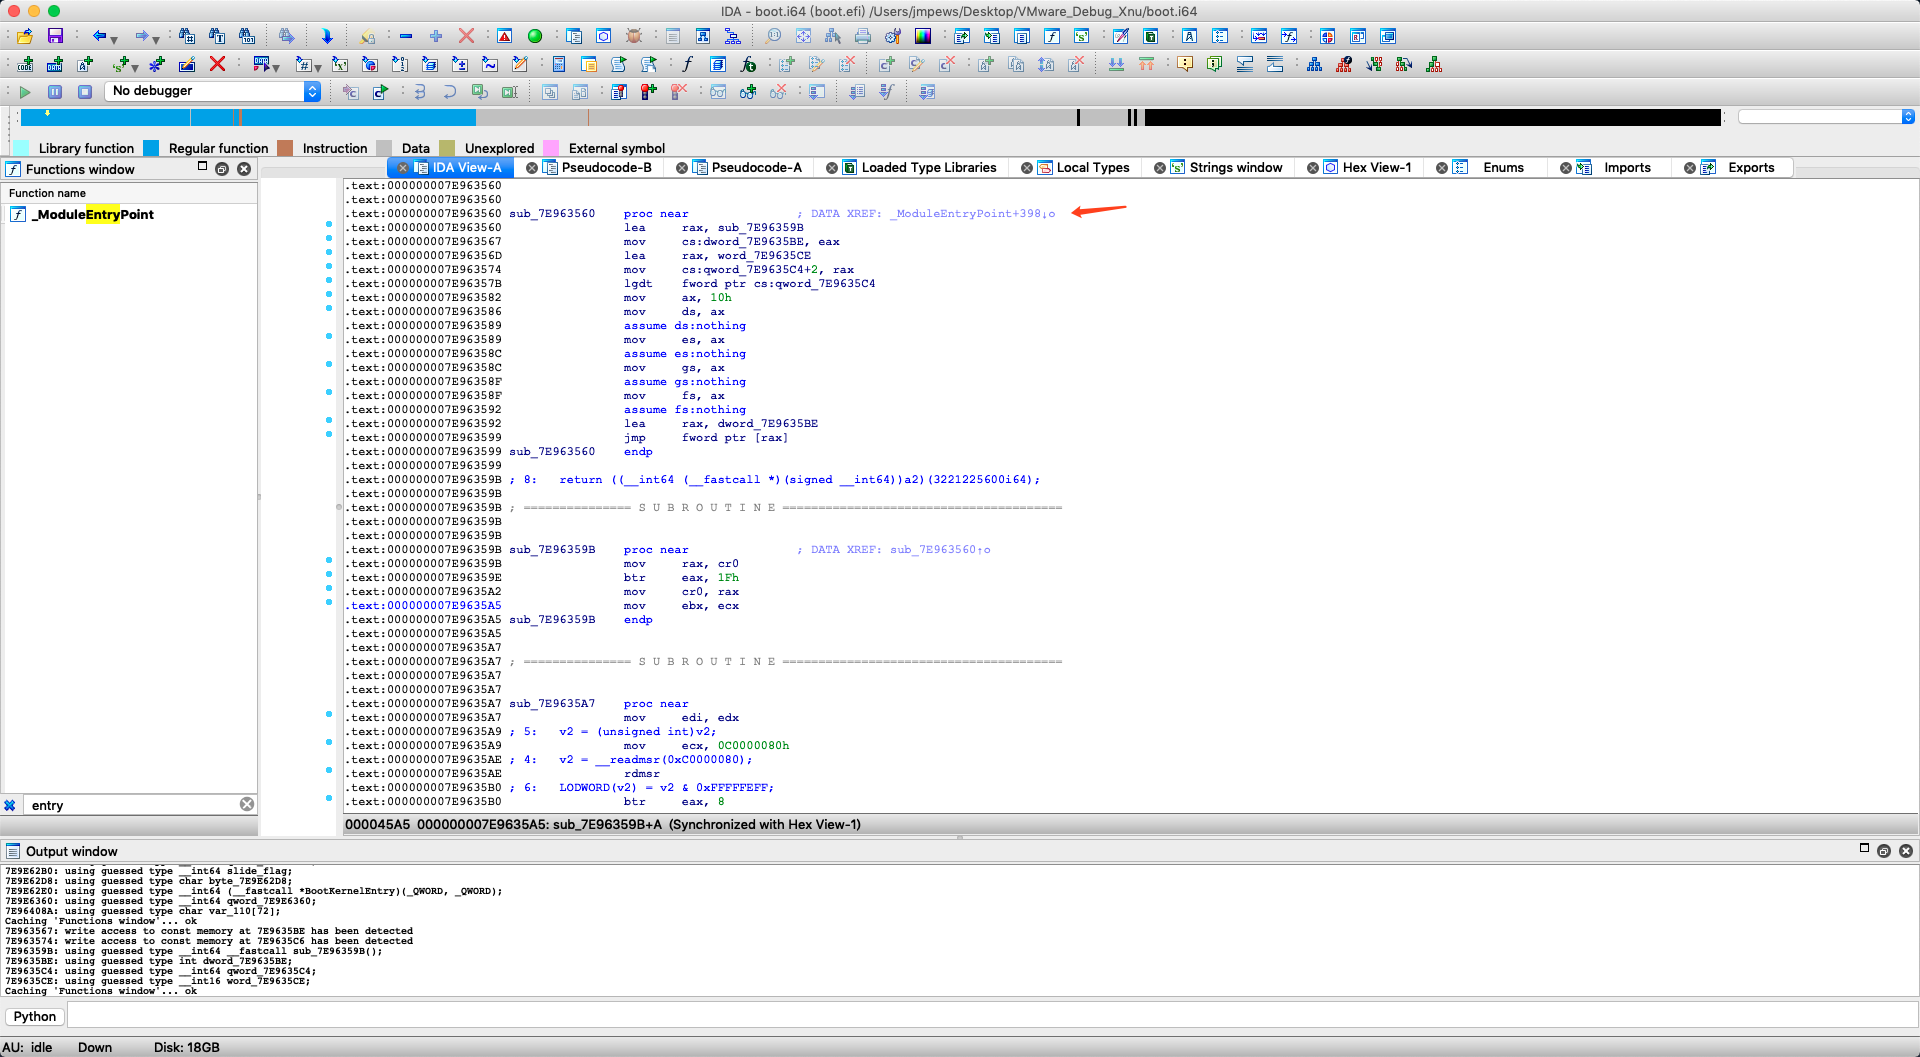 IDA - boot.i64 (boot.efi) /Users/jmpews/Desktop/VMware_Debug_Xnu/boot.i64
No debugger
Library function Regular function Instruction Data Unexplored External symbol
Functions window
IDA View-A Pseudocode-B Pseudocode-A Loaded Type Libraries Local Types Strings window Hex View-1 Enums Imports Exports
Function name
_ModuleEntryPoint
.text:000000007E963560
.text:000000007E963560
.text:000000007E963560 sub_7E963560 proc near ; DATA XREF: _ModuleEntryPoint+398↓o
.text:000000007E963560 lea rax, sub_7E96359B
.text:000000007E963567 mov cs:dword_7E9635BE, eax
.text:000000007E96356D lea rax, word_7E9635CE
.text:000000007E963574 mov cs:qword_7E9635C4+2, rax
.text:000000007E96357B lgdt fword ptr cs:qword_7E9635C4
.text:000000007E963582 mov ax, 10h
.text:000000007E963586 mov ds, ax
.text:000000007E963589 assume ds:nothing
.text:000000007E963589 mov es, ax
.text:000000007E96358C assume es:nothing
.text:000000007E96358C mov gs, ax
.text:000000007E96358F assume gs:nothing
.text:000000007E96358F mov fs, ax
.text:000000007E963592 assume fs:nothing
.text:000000007E963592 lea rax, dword_7E9635BE
.text:000000007E963599 jmp fword ptr [rax]
.text:000000007E963599 sub_7E963560 endp
.text:000000007E963599
.text:000000007E96359B ; 8: return ((__int64 (__fastcall *)(signed __int64))a2)(3221225600i64);
.text:000000007E96359B
.text:000000007E96359B ; =============== S U B R O U T I N E =======================================
.text:000000007E96359B
.text:000000007E96359B
.text:000000007E96359B sub_7E96359B proc near ; DATA XREF: sub_7E963560↑o
.text:000000007E96359B mov rax, cr0
.text:000000007E96359E btr eax, 1Fh
.text:000000007E9635A2 mov cr0, rax
.text:000000007E9635A5 mov ebx, ecx
.text:000000007E9635A5 sub_7E96359B endp
.text:000000007E9635A5
.text:000000007E9635A7
.text:000000007E9635A7 ; =============== S U B R O U T I N E =======================================
.text:000000007E9635A7
.text:000000007E9635A7
.text:000000007E9635A7 sub_7E9635A7 proc near
.text:000000007E9635A7 mov edi, edx
.text:000000007E9635A9 ; 5: v2 = (unsigned int)v2;
.text:000000007E9635A9 mov ecx, 0C0000080h
.text:000000007E9635AE ; 4: v2 = __readmsr(0xC0000080);
.text:000000007E9635AE rdmsr
.text:000000007E9635B0 ; 6: LODWORD(v2) = v2 & 0xFFFFFEFF;
.text:000000007E9635B0 btr eax, 8
entry
000045A5 000000007E9635A5: sub_7E96359B+A (Synchronized with Hex View-1)
Output window
7E9E62B0: using guessed type __int64 slide_flag;
7E9E62D8: using guessed type char byte_7E9E62D8;
7E9E62E0: using guessed type __int64 (__fastcall *BootKernelEntry)(_QWORD, _QWORD);
7E9E6360: using guessed type __int64 qword_7E9E6360;
7E96408A: using guessed type char var_110[72];
Caching 'Functions window'... ok
7E963567: write access to const memory at 7E9635BE has been detected
7E963574: write access to const memory at 7E9635C6 has been detected
7E96359B: using guessed type __int64 __fastcall sub_7E96359B();
7E9635BE: using guessed type int dword_7E9635BE;
7E9635C4: using guessed type __int64 qword_7E9635C4;
7E9635CE: using guessed type __int16 word_7E9635CE;
Caching 'Functions window'... ok
Python
AU: idle Down Disk: 18GB